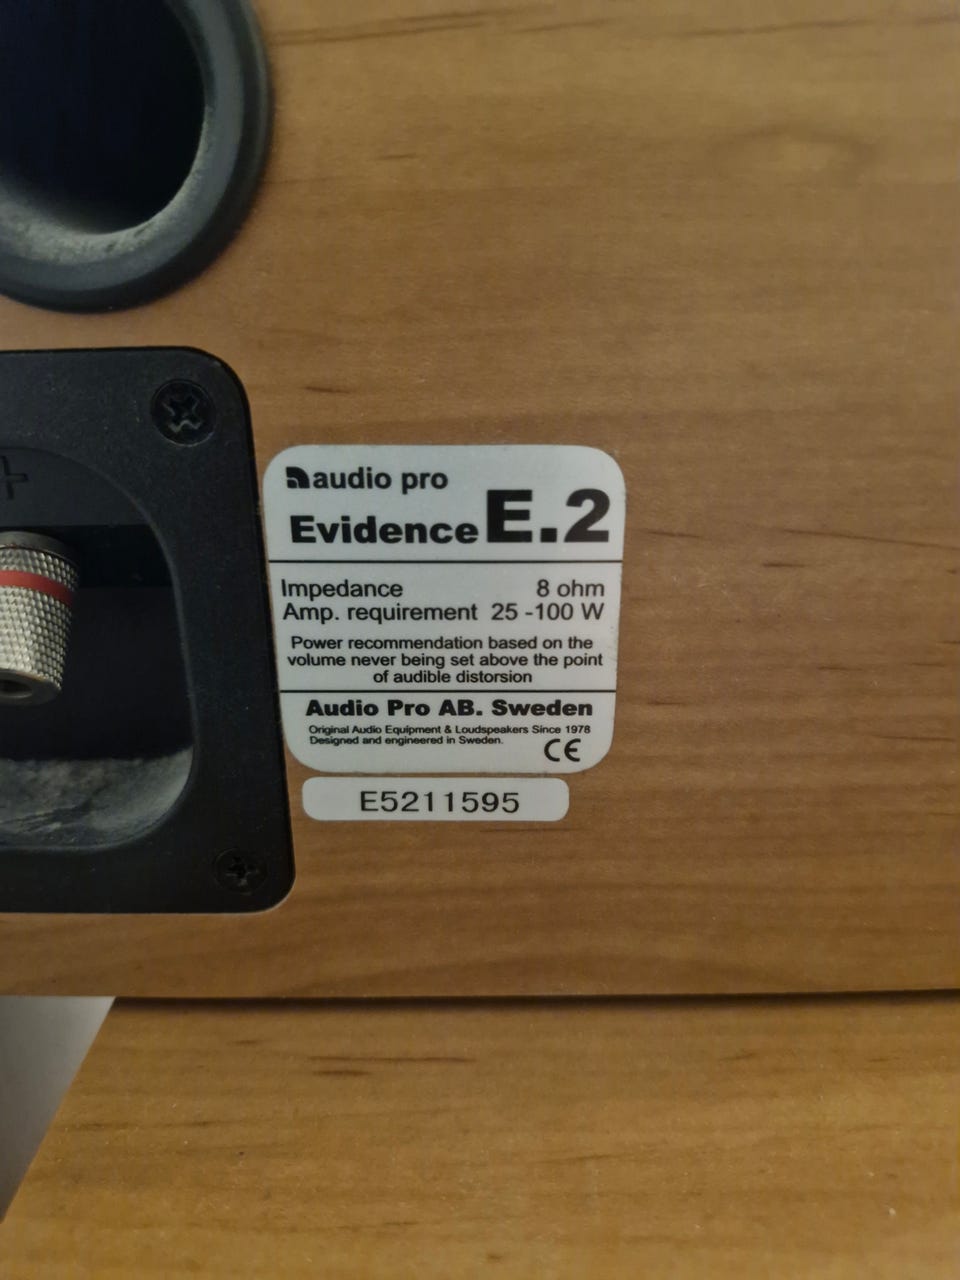 audio pro
Evidence E.2
Impedance 8 ohm
Amp. requirement 25 -100 W
Power recommendation based on the
volume never being set above the point
of audible distorsion
Audio Pro AB. Sweden
Original Audio Equipment & Loudspeakers Since 1978
Designed and engineered in Sweden.
CE
E5211595
+